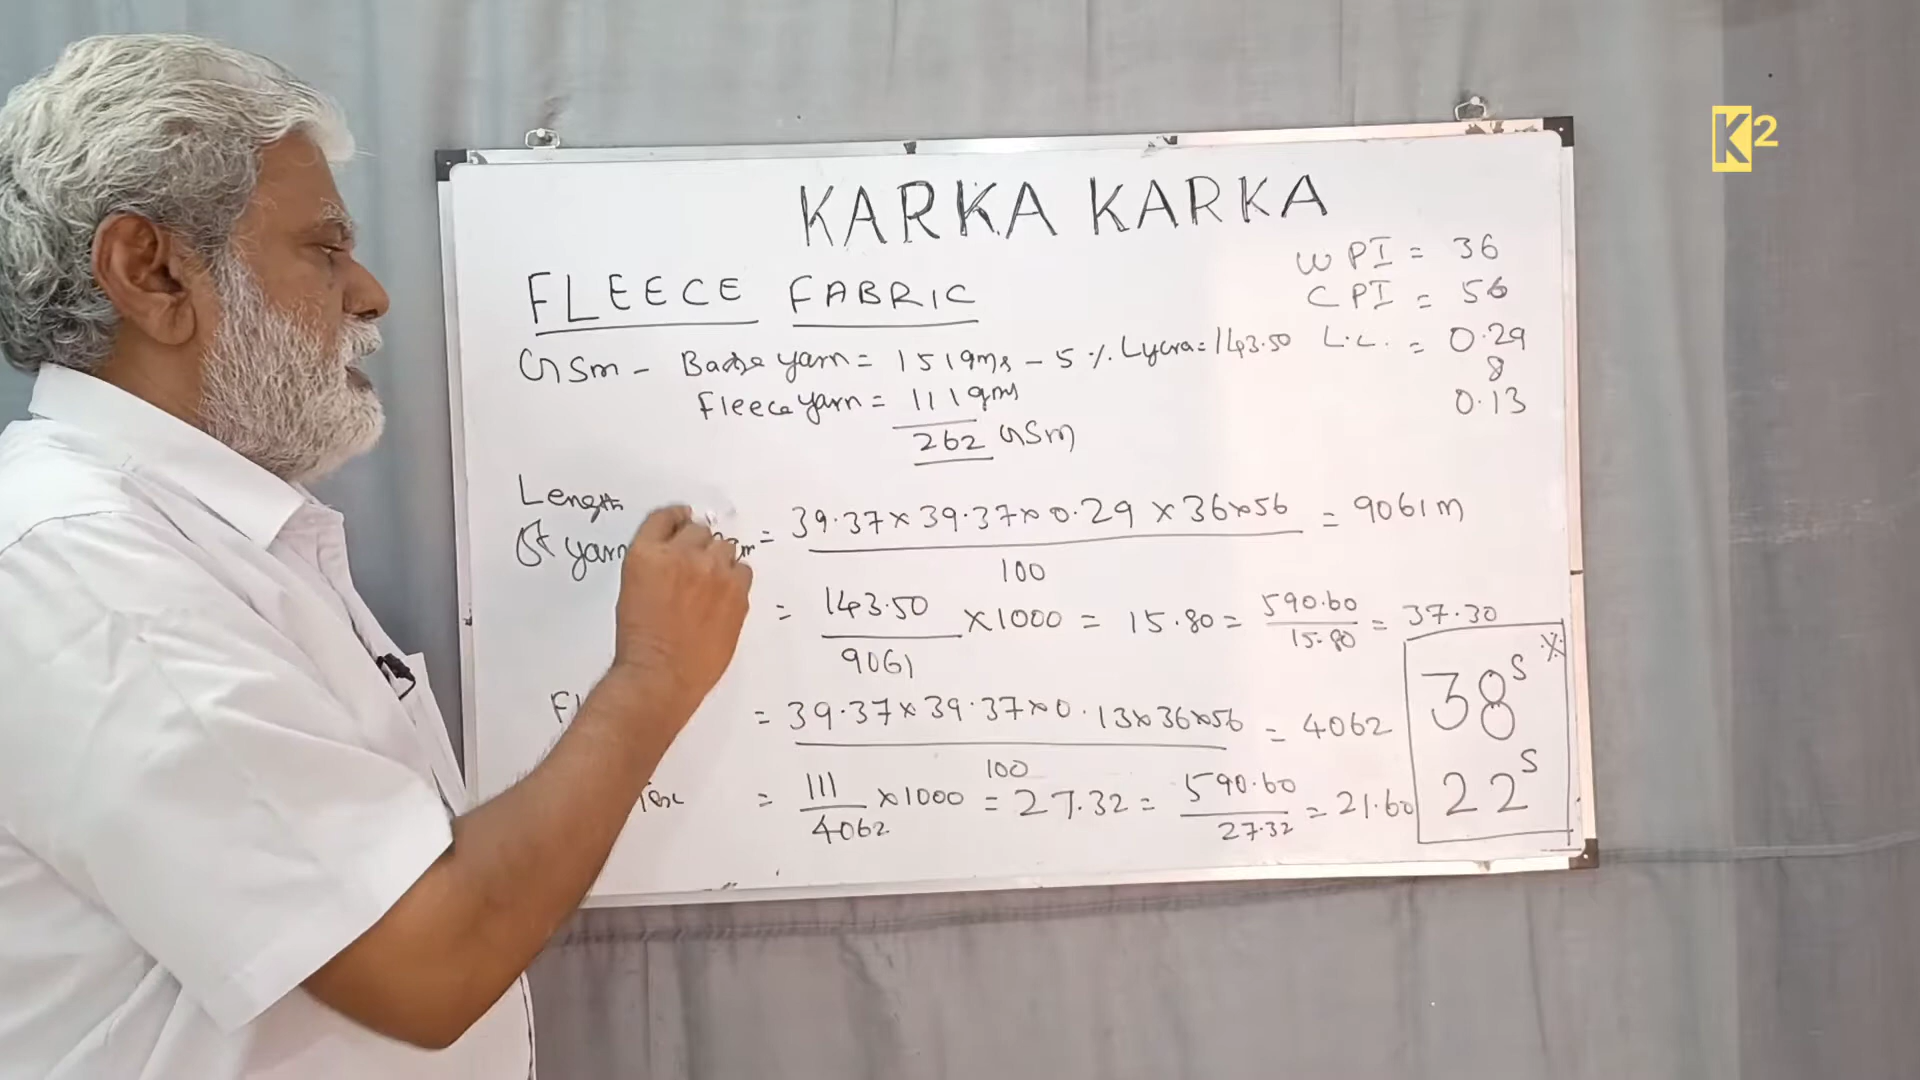 K2
KARKA KARKA
FLEECE FABRIC
WPI = 36
CPI = 56
GSm - Base yarn = 151gms - 5 % Lycra = 143.50
L.L. = 0.29
8
Fleece yarn = 111gms
0.13
262 GSm
Length
Of yarn = 39.37 x 39.37 x 0.29 x 36 x 56 = 9061m
100
= 143.50 x 1000 = 15.80 = 590.60 = 37.30
9061
15.80
38s
= 39.37 x 39.37 x 0.13 x 36 x 56 = 4062
100
= 111 x 1000 = 27.32 = 590.60 = 21.60
4062
27.32
22s